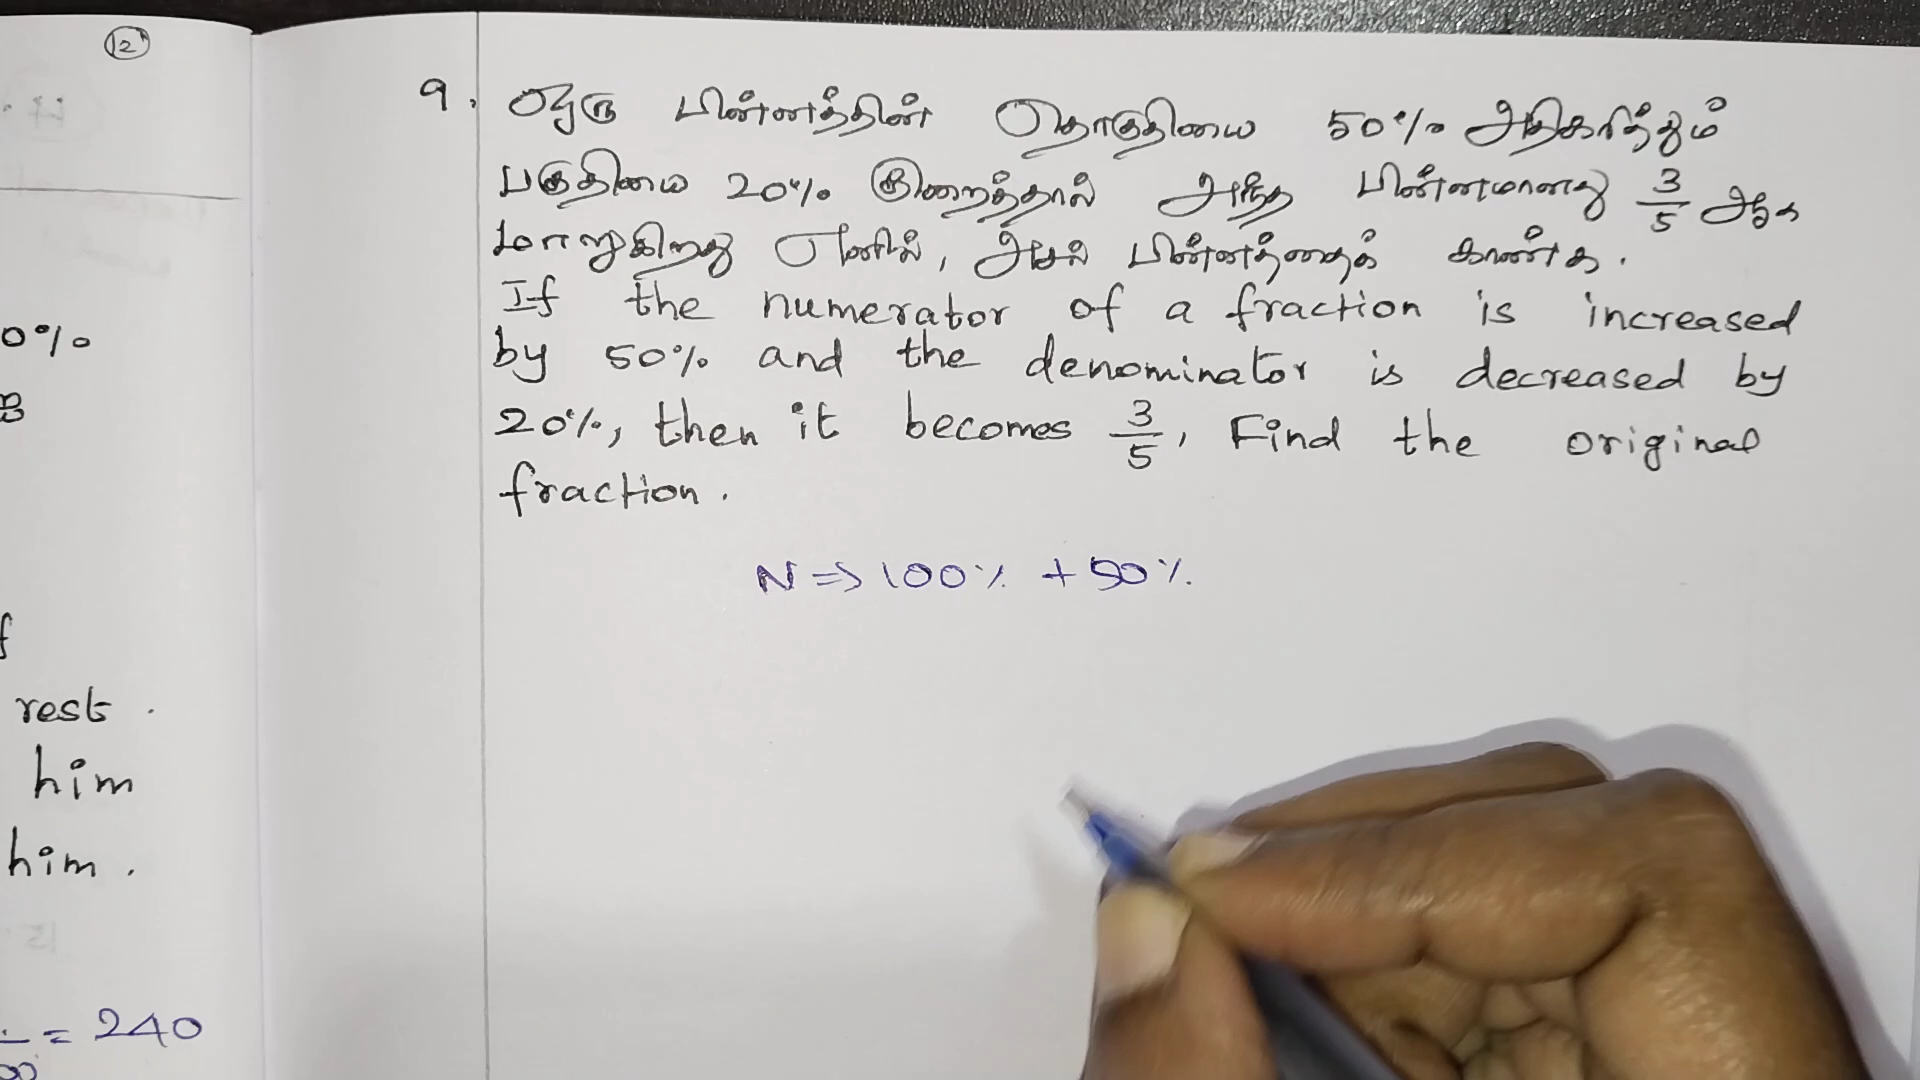 12
0%
f
rest.
him
him.
= 240
9. ஒரு பின்னத்தின் தொகுதியை 50% அதிகரித்தும்
பகுதியை 20% குறைத்தால் அந்த பின்னமானது 3/5 ஆக
மாறுகிறது எனில், அசல் பின்னத்தைக் காண்க.
If the numerator of a fraction is increased
by 50% and the denominator is decreased by
20%, then it becomes 3/5, Find the original
fraction.
N => 100% + 50%